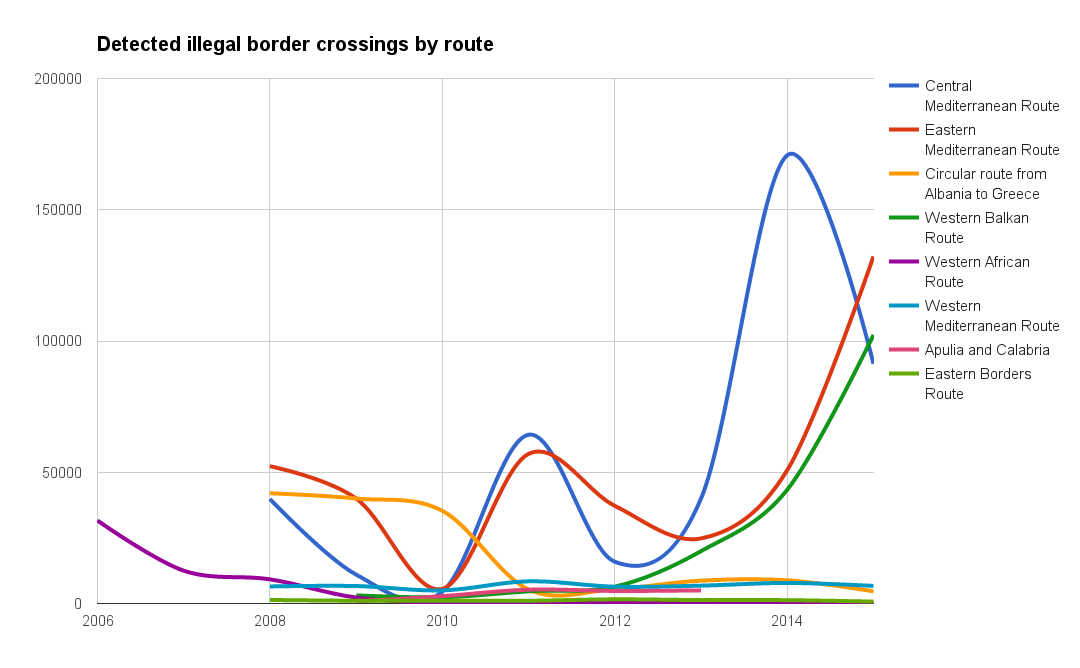 Detected illegal border crossings by route
200000
150000
100000
50000
0
2006
2008
2010
2012
2014
Central
Mediterranean Route
Eastern
Mediterranean Route
Circular route from
Albania to Greece
Western Balkan
Route
Western African
Route
Western
Mediterranean Route
Apulia and Calabria
Eastern Borders
Route